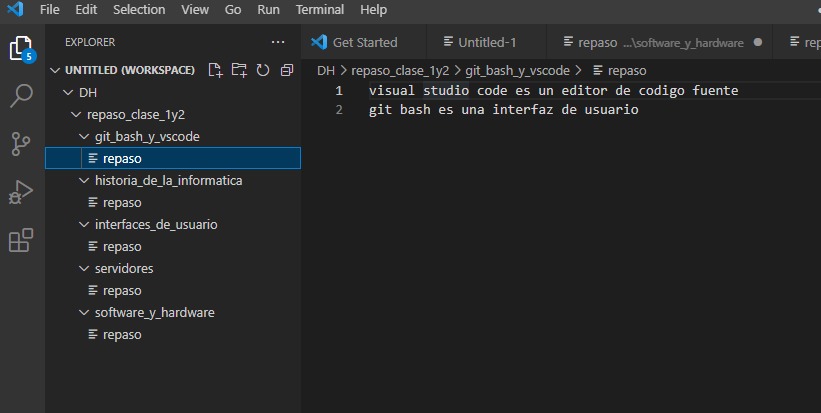 File Edit Selection View Go Run Terminal Help
EXPLORER
Get Started
Untitled-1
repaso ...\software_y_hardware
5
UNTITLED (WORKSPACE)
DH
repaso_clase_1y2
git_bash_y_vscode
repaso
historia_de_la_informatica
repaso
interfaces_de_usuario
repaso
servidores
repaso
software_y_hardware
repaso
DH > repaso_clase_1y2 > git_bash_y_vscode > repaso
1 visual studio code es un editor de codigo fuente
2 git bash es una interfaz de usuario